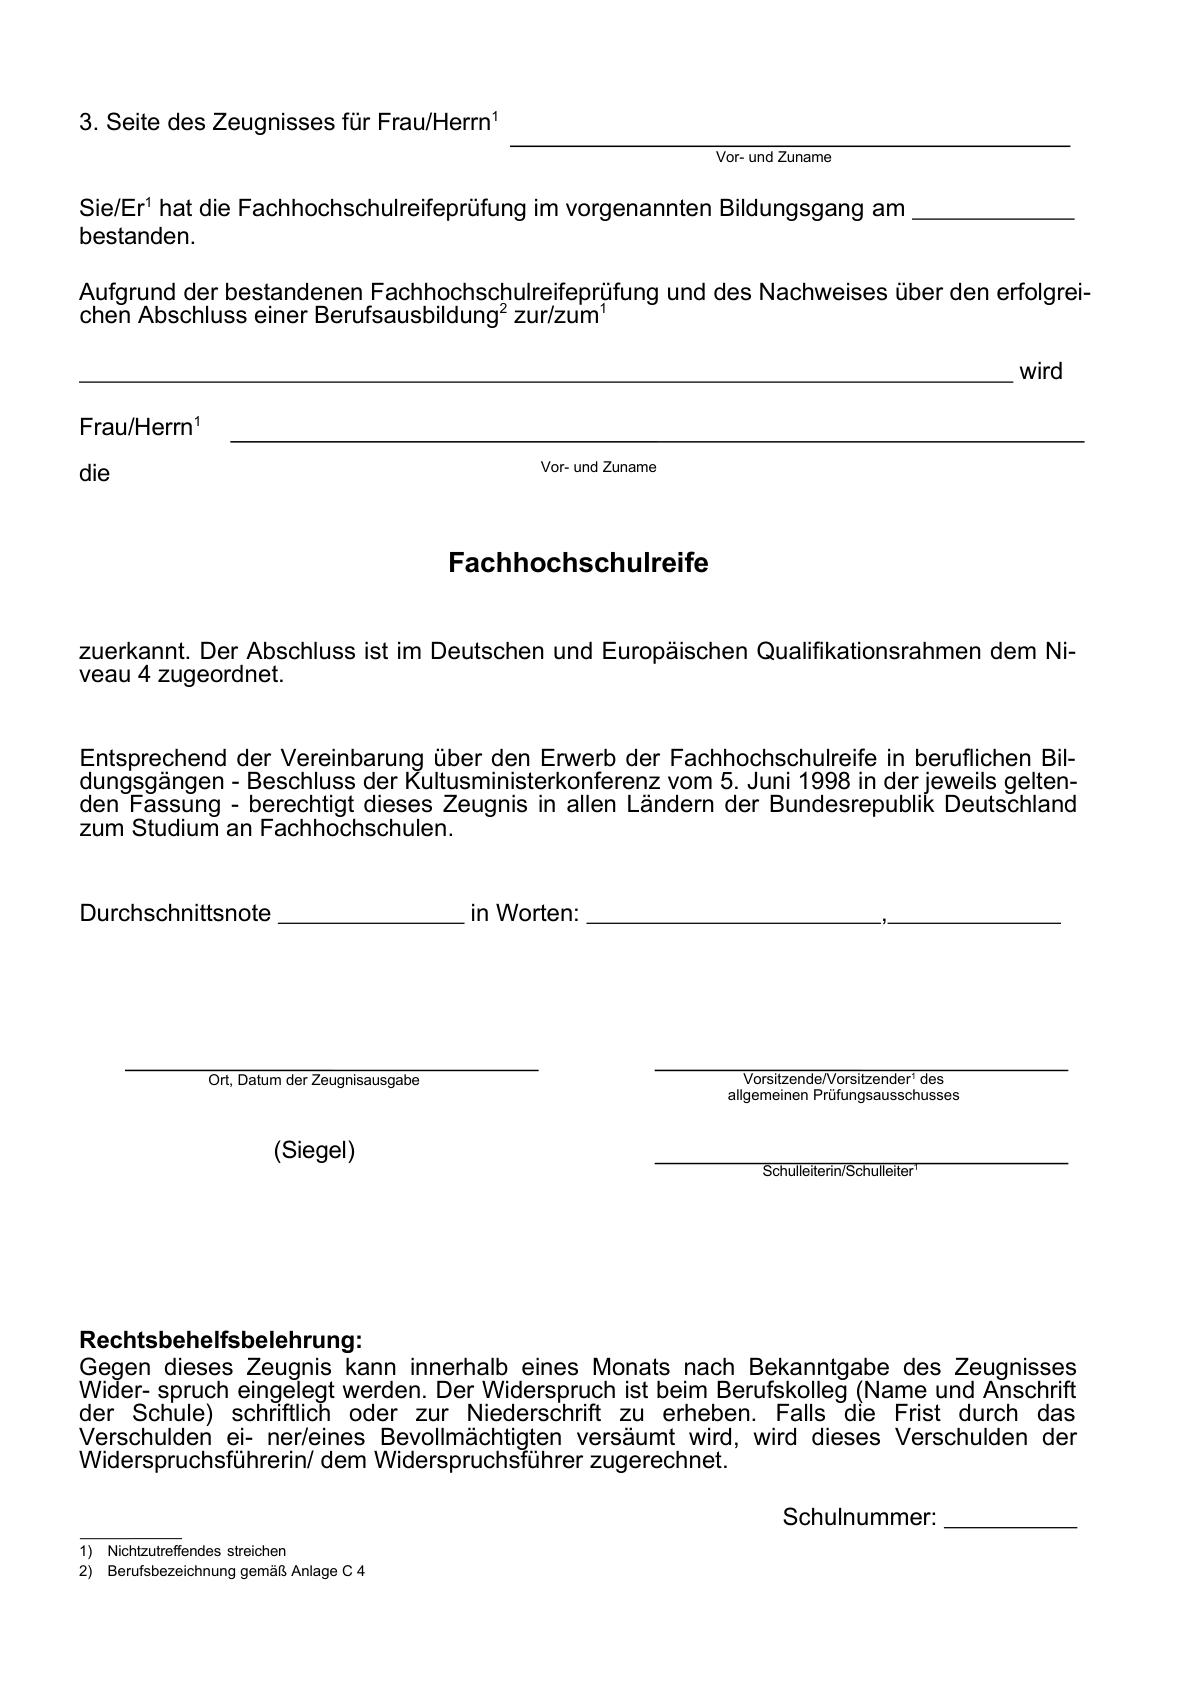 3. Seite des Zeugnisses für Frau/Herrn¹
Vor- und Zuname
Sie/Er¹ hat die Fachhochschulreifeprüfung im vorgenannten Bildungsgang am ____________
bestanden.
Aufgrund der bestandenen Fachhochschulreifeprüfung und des Nachweises über den erfolgrei-
chen Abschluss einer Berufsausbildung² zur/zum¹
______________________________________________________________________ wird
Frau/Herrn¹
Vor- und Zuname
die
Fachhochschulreife
zuerkannt. Der Abschluss ist im Deutschen und Europäischen Qualifikationsrahmen dem Ni-
veau 4 zugeordnet.
Entsprechend der Vereinbarung über den Erwerb der Fachhochschulreife in beruflichen Bil-
dungsgängen - Beschluss der Kultusministerkonferenz vom 5. Juni 1998 in der jeweils gelten-
den Fassung - berechtigt dieses Zeugnis in allen Ländern der Bundesrepublik Deutschland
zum Studium an Fachhochschulen.
Durchschnittsnote ______________ in Worten: ______________________,_____________
Ort, Datum der Zeugnisausgabe
Vorsitzende/Vorsitzender¹ des
allgemeinen Prüfungsausschusses
(Siegel)
Schulleiterin/Schulleiter¹
Rechtsbehelfsbelehrung:
Gegen dieses Zeugnis kann innerhalb eines Monats nach Bekanntgabe des Zeugnisses
Wider- spruch eingelegt werden. Der Widerspruch ist beim Berufskolleg (Name und Anschrift
der Schule) schriftlich oder zur Niederschrift zu erheben. Falls die Frist durch das
Verschulden ei- ner/eines Bevollmächtigten versäumt wird, wird dieses Verschulden der
Widerspruchsführerin/ dem Widerspruchsführer zugerechnet.
Schulnummer: __________
1) Nichtzutreffendes streichen
2) Berufsbezeichnung gemäß Anlage C 4